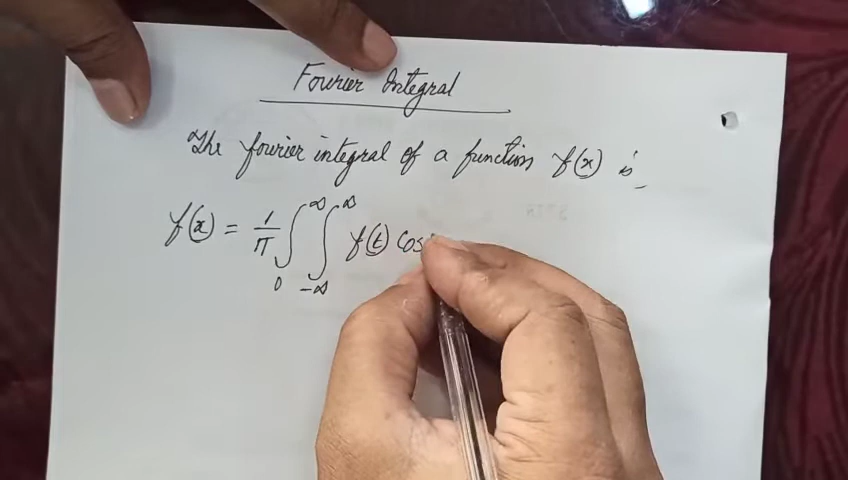 Fourier Integral
The fourier integral of a function f(x) is
f(x) = 1/π ∫₀^∞ ∫₋∞^∞ f(t) cos